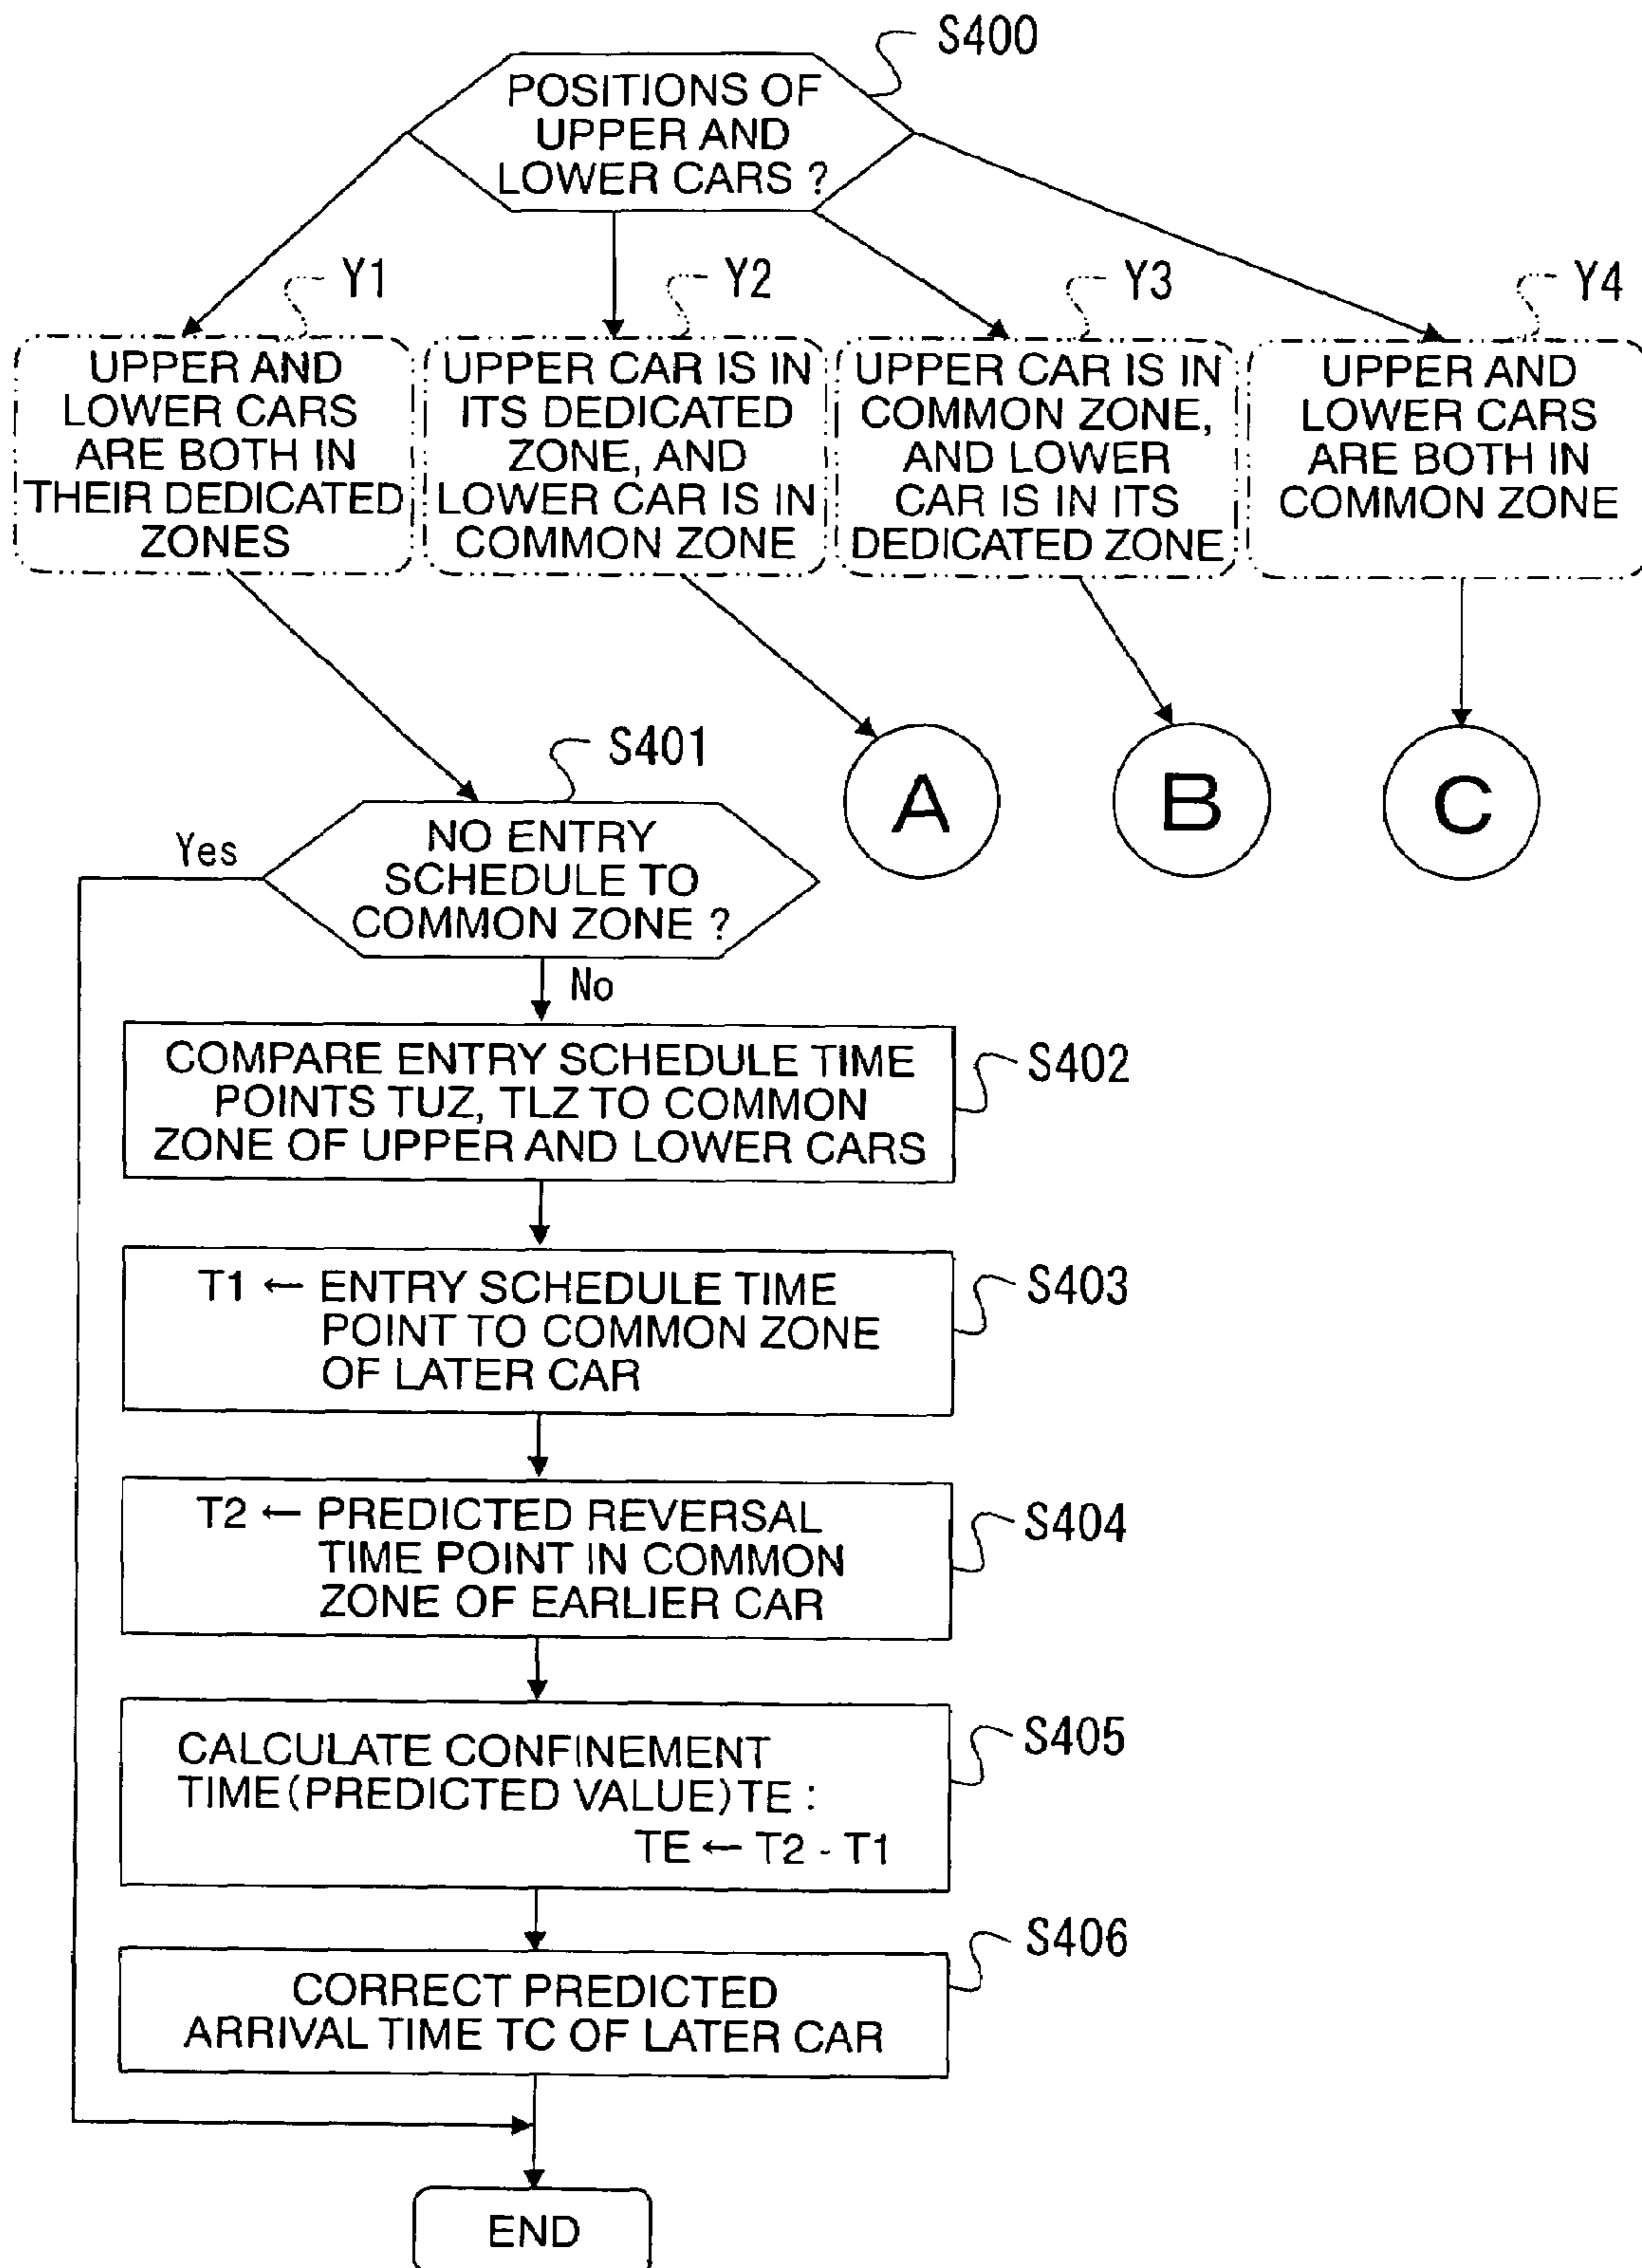 S400
POSITIONS OF
UPPER AND
LOWER CARS ?
Y1
Y2
Y3
Y4
UPPER AND
LOWER CARS
ARE BOTH IN
THEIR DEDICATED
ZONES
UPPER CAR IS IN
ITS DEDICATED
ZONE, AND
LOWER CAR IS IN
COMMON ZONE
UPPER CAR IS IN
COMMON ZONE,
AND LOWER
CAR IS IN ITS
DEDICATED ZONE
UPPER AND
LOWER CARS
ARE BOTH IN
COMMON ZONE
A
B
C
S401
Yes
NO ENTRY
SCHEDULE TO
COMMON ZONE ?
No
COMPARE ENTRY SCHEDULE TIME
POINTS TUZ, TLZ TO COMMON
ZONE OF UPPER AND LOWER CARS
S402
T1 ← ENTRY SCHEDULE TIME
POINT TO COMMON ZONE
OF LATER CAR
S403
T2 ← PREDICTED REVERSAL
TIME POINT IN COMMON
ZONE OF EARLIER CAR
S404
CALCULATE CONFINEMENT
TIME(PREDICTED VALUE)TE :
TE ← T2 - T1
S405
CORRECT PREDICTED
ARRIVAL TIME TC OF LATER CAR
S406
END